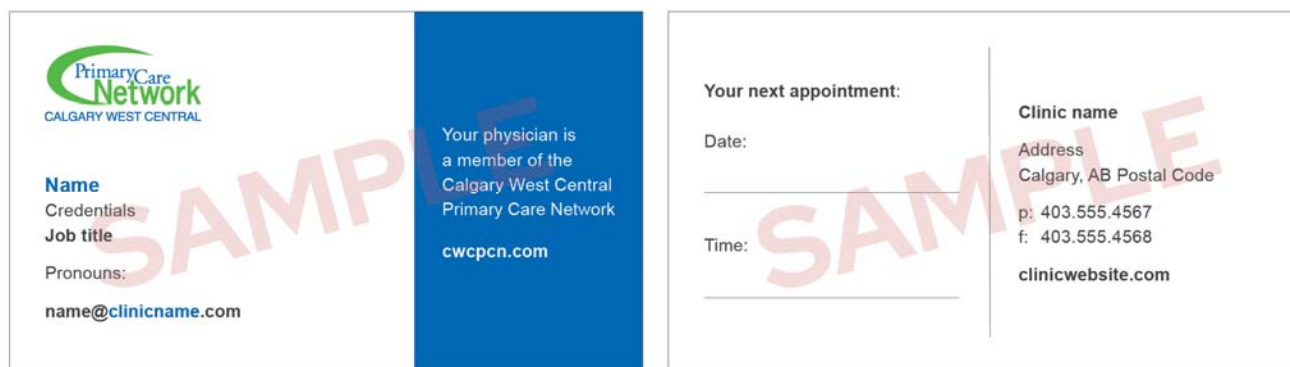 Primary Care
Network
CALGARY WEST CENTRAL
Name
Credentials
Job title
Pronouns:
name@clinicname.com
Your physician is
a member of the
Calgary West Central
Primary Care Network
cwcpcn.com
SAMPLE
Your next appointment:
Date:
Time:
Clinic name
Address
Calgary, AB Postal Code
p: 403.555.4567
f: 403.555.4568
clinicwebsite.com
SAMPLE